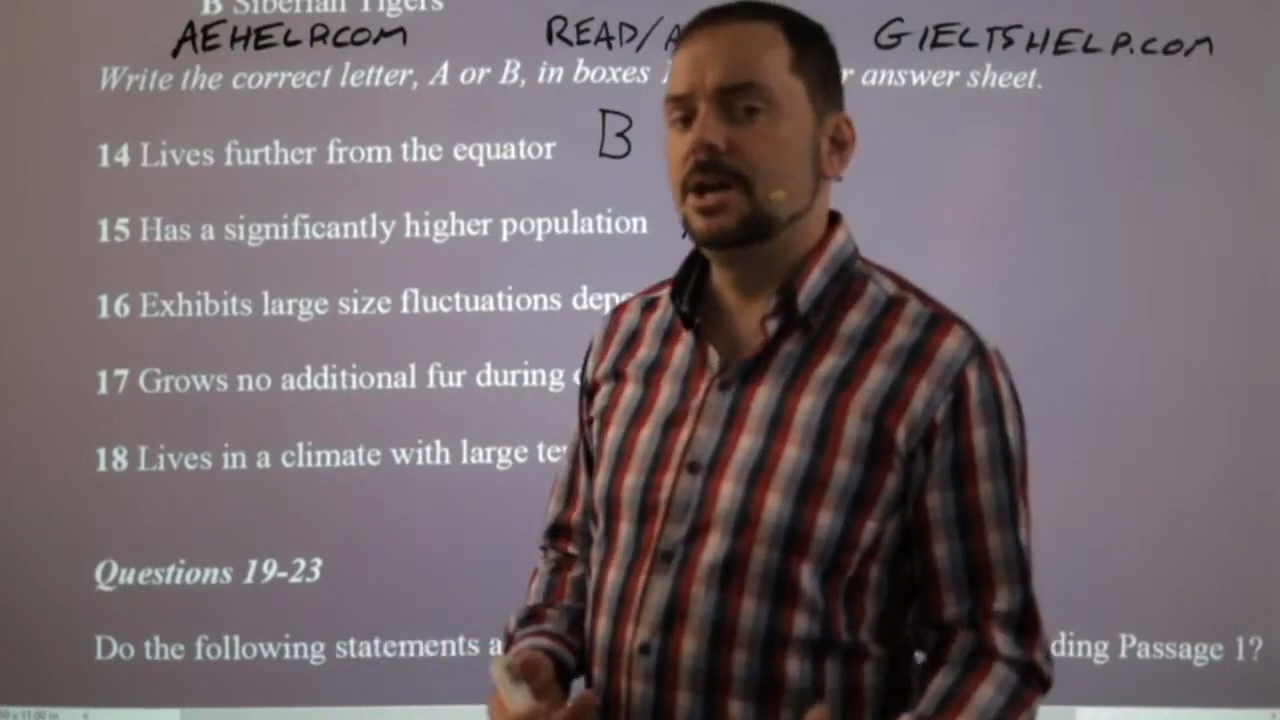 B Siberian Tigers
AEHELP.COM READ/A GIELTSHELP.COM
Write the correct letter, A or B, in boxes answer sheet.
14 Lives further from the equator B
15 Has a significantly higher population
16 Exhibits large size fluctuations
17 Grows no additional fur during
18 Lives in a climate with large
Questions 19-23
Do the following statements ding Passage 1?